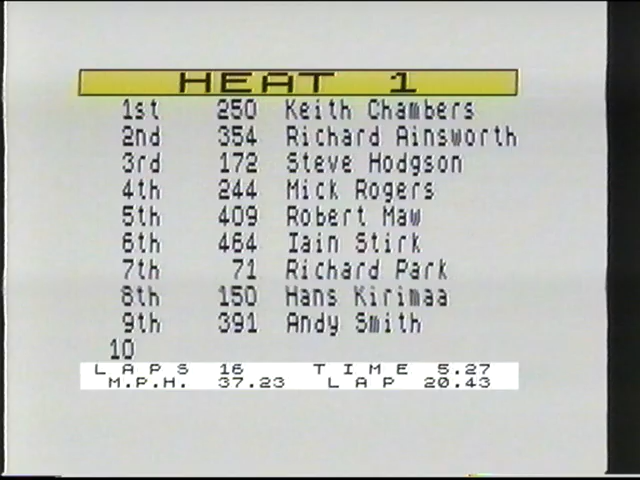 HEAT 1
1st 250 Keith Chambers
2nd 354 Richard Ainsworth
3rd 172 Steve Hodgson
4th 244 Mick Rogers
5th 409 Robert Maw
6th 464 Iain Stirk
7th 71 Richard Park
8th 150 Hans Kirimaa
9th 391 Andy Smith
10
LAPS 16 TIME 5.27
M.P.H. 37.23 LAP 20.43